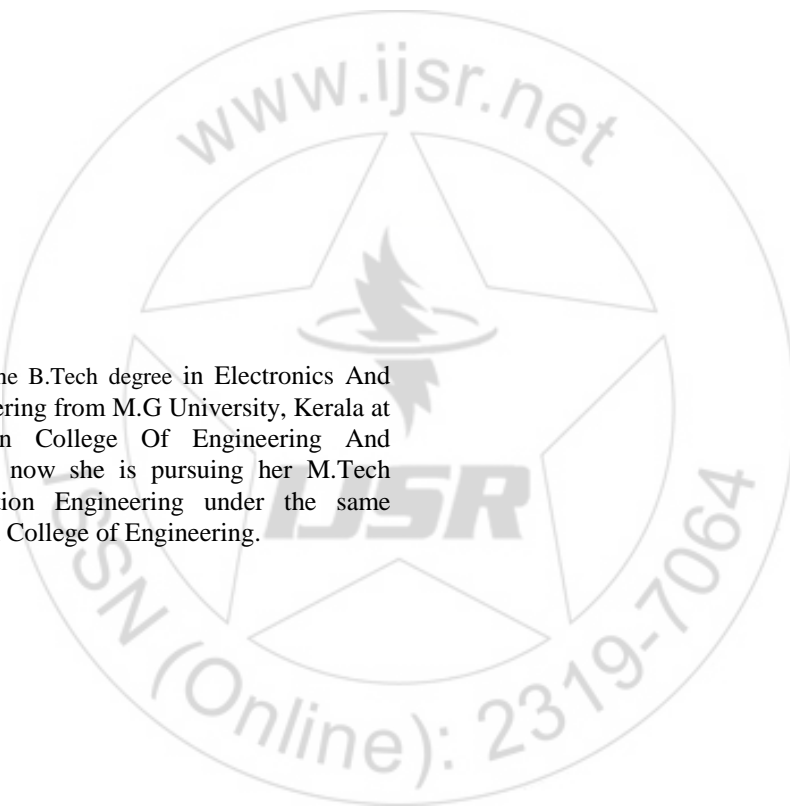 www.ijsr.net
he B.Tech degree in Electronics And
ering from M.G University, Kerala at
n College Of Engineering And
now she is pursuing her M.Tech
tion Engineering under the same
College of Engineering.
IJSR
ISSN (Online): 2319-7064